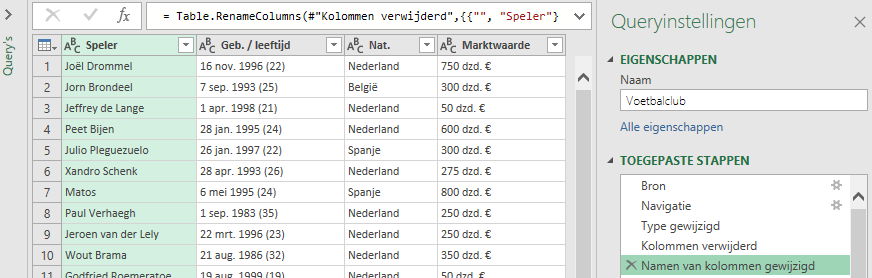 Query's
fx = Table.RenameColumns(#"Kolommen verwijderd",{{"", "Speler"}
ABC Speler ABC Geb. / leeftijd ABC Nat. ABC Marktwaarde
1 Joël Drommel 16 nov. 1996 (22) Nederland 750 dzd. €
2 Jorn Brondeel 7 sep. 1993 (25) België 300 dzd. €
3 Jeffrey de Lange 1 apr. 1998 (21) Nederland 50 dzd. €
4 Peet Bijen 28 jan. 1995 (24) Nederland 600 dzd. €
5 Julio Pleguezuelo 26 jan. 1997 (22) Spanje 300 dzd. €
6 Xandro Schenk 28 apr. 1993 (26) Nederland 275 dzd. €
7 Matos 6 mei 1995 (24) Spanje 800 dzd. €
8 Paul Verhaegh 1 sep. 1983 (35) Nederland 250 dzd. €
9 Jeroen van der Lely 22 mrt. 1996 (23) Nederland 250 dzd. €
10 Wout Brama 21 aug. 1986 (32) Nederland 350 dzd. €
11 Godfried Roemeratoe 19 aug. 1999 (19) Nederland 50 dzd. €
Queryinstellingen
EIGENSCHAPPEN
Naam
Voetbalclub
Alle eigenschappen
TOEGEPASTE STAPPEN
Bron
Navigatie
Type gewijzigd
Kolommen verwijderd
Namen van kolommen gewijzigd